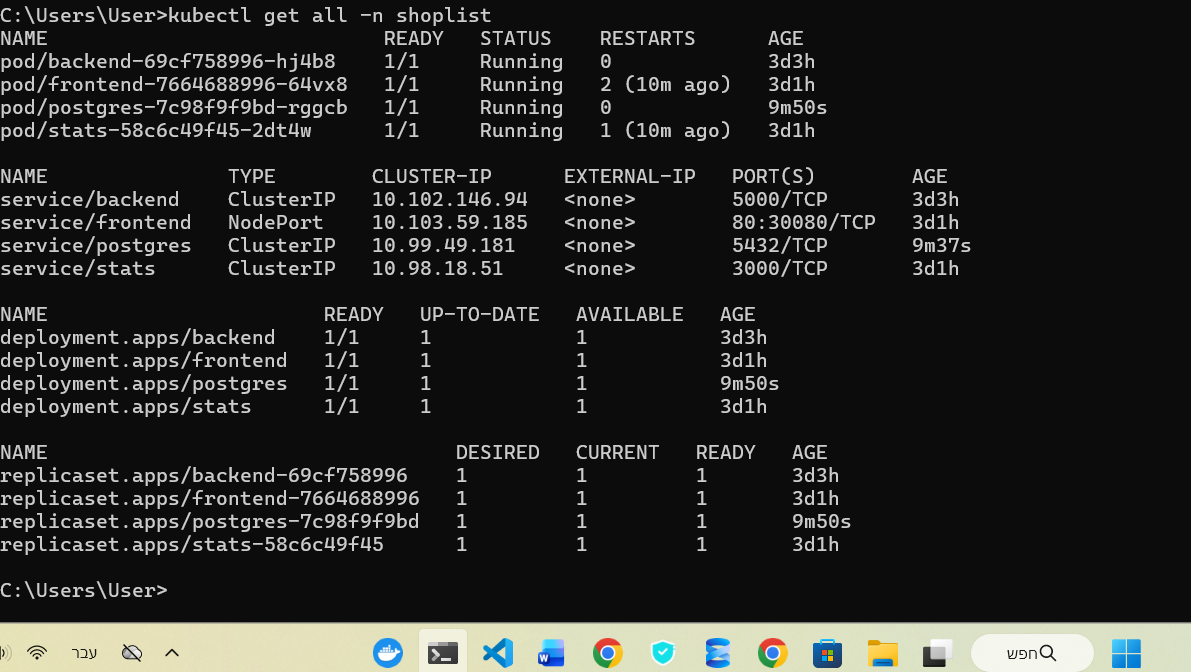 C:\Users\User>kubectl get all -n shoplist
NAME                            READY   STATUS    RESTARTS      AGE
pod/backend-69cf758996-hj4b8    1/1     Running   0             3d3h
pod/frontend-7664688996-64vx8   1/1     Running   2 (10m ago)   3d1h
pod/postgres-7c98f9f9bd-rggcb   1/1     Running   0             9m50s
pod/stats-58c6c49f45-2dt4w      1/1     Running   1 (10m ago)   3d1h

NAME               TYPE        CLUSTER-IP      EXTERNAL-IP   PORT(S)        AGE
service/backend    ClusterIP   10.102.146.94   <none>        5000/TCP       3d3h
service/frontend   NodePort    10.103.59.185   <none>        80:30080/TCP   3d1h
service/postgres   ClusterIP   10.99.49.181    <none>        5432/TCP       9m37s
service/stats      ClusterIP   10.98.18.51     <none>        3000/TCP       3d1h

NAME                       READY   UP-TO-DATE   AVAILABLE   AGE
deployment.apps/backend    1/1     1            1           3d3h
deployment.apps/frontend   1/1     1            1           3d1h
deployment.apps/postgres   1/1     1            1           9m50s
deployment.apps/stats      1/1     1            1           3d1h

NAME                                  DESIRED   CURRENT   READY   AGE
replicaset.apps/backend-69cf758996    1         1         1       3d3h
replicaset.apps/frontend-7664688996   1         1         1       3d1h
replicaset.apps/postgres-7c98f9f9bd   1         1         1       9m50s
replicaset.apps/stats-58c6c49f45      1         1         1       3d1h

C:\Users\User>
עבר W חפש